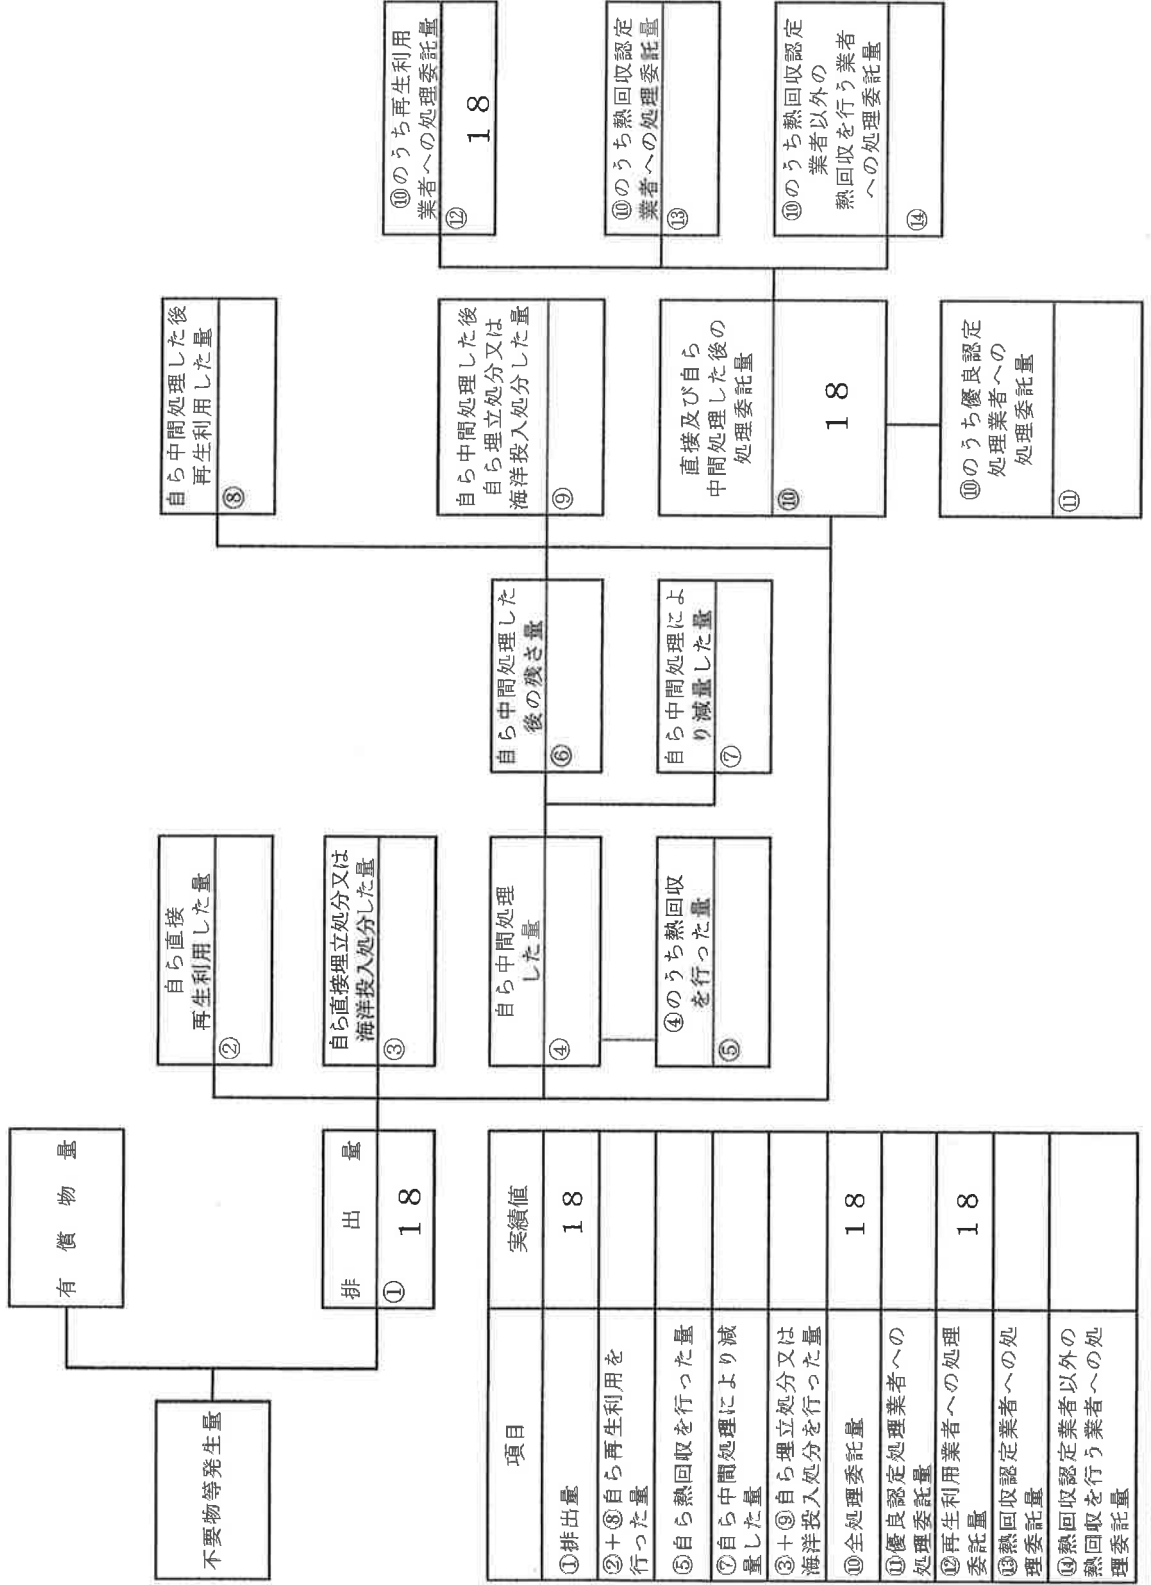 不要物等発生量
有償物量
排出量
①
18
自ら直接
再生利用した量
②
自ら直接埋立処分又は
海洋投入処分した量
③
自ら中間処理
した量
④
④のうち熱回収
を行った量
⑤
自ら中間処理した
後の残さ量
⑥
自ら中間処理によ
り減量した量
⑦
自ら中間処理した後
再生利用した量
⑧
自ら中間処理した後
自ら埋立処分又は
海洋投入処分した量
⑨
直接及び自ら
中間処理した後の
処理委託量
⑩
18
⑩のうち優良認定
処理業者への
処理委託量
⑪
⑩のうち再生利用
業者への処理委託量
⑫
18
⑩のうち熱回収認定
業者への処理委託量
⑬
⑩のうち熱回収認定
業者以外の
熱回収を行う業者
への処理委託量
⑭
項目 実績値
①排出量 18
②+⑧自ら再生利用を
行った量
⑤自ら熱回収を行った量
⑦自ら中間処理により減
量した量
③+⑨自ら埋立処分又は
海洋投入処分を行った量
⑩全処理委託量 18
⑪優良認定処理業者への
処理委託量
⑫再生利用業者への処理
委託量 18
⑬熱回収認定業者への処
理委託量
⑭熱回収認定業者以外の
熱回収を行う業者への処
理委託量